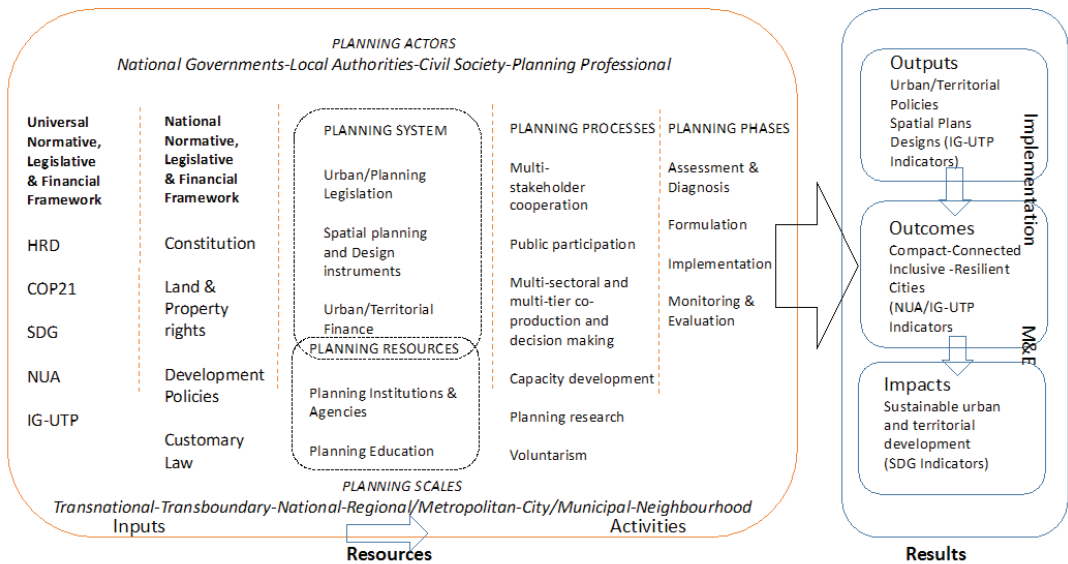 PLANNING ACTORS
National Governments-Local Authorities-Civil Society-Planning Professional
Universal
Normative,
Legislative
& Financial
Framework
HRD
COP21
SDG
NUA
IG-UTP
National
Normative,
Legislative
& Financial
Framework
Constitution
Land &
Property
rights
Development
Policies
Customary
Law
PLANNING SYSTEM
Urban/Planning
Legislation
Spatial planning
and Design
instruments
Urban/Territorial
Finance
PLANNING RESOURCES
Planning Institutions &
Agencies
Planning Education
PLANNING PROCESSES
Multi-
stakeholder
cooperation
Public participation
Multi-sectoral and
multi-tier co-
production and
decision making
Capacity development
Planning research
Voluntarism
PLANNING PHASES
Assessment &
Diagnosis
Formulation
Implementation
Monitoring &
Evaluation
PLANNING SCALES
Transnational-Transboundary-National-Regional/Metropolitan-City/Municipal-Neighbourhood
Inputs
Activities
Resources
Outputs
Urban/Territorial
Policies
Spatial Plans
Designs (IG-UTP
Indicators)
Implementation
Outcomes
Compact-Connected
Inclusive -Resilient
Cities
(NUA/IG-UTP
Indicators
M&E
Impacts
Sustainable urban
and territorial
development
(SDG Indicators)
Results